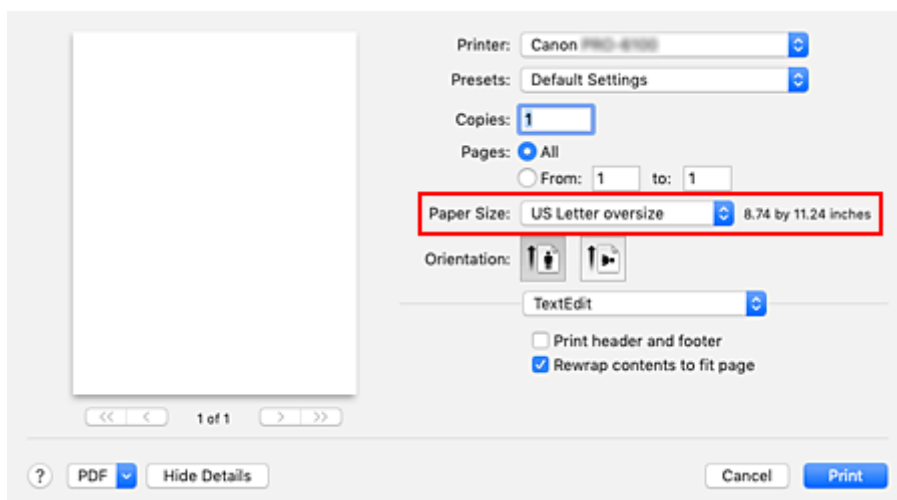 Printer: Canon
Presets: Default Settings
Copies: 1
Pages: All
From: 1 to: 1
Paper Size: US Letter oversize 8.74 by 11.24 inches
Orientation:
TextEdit
Print header and footer
Rewrap contents to fit page
<< < 1 of 1 > >>
? PDF Hide Details Cancel Print